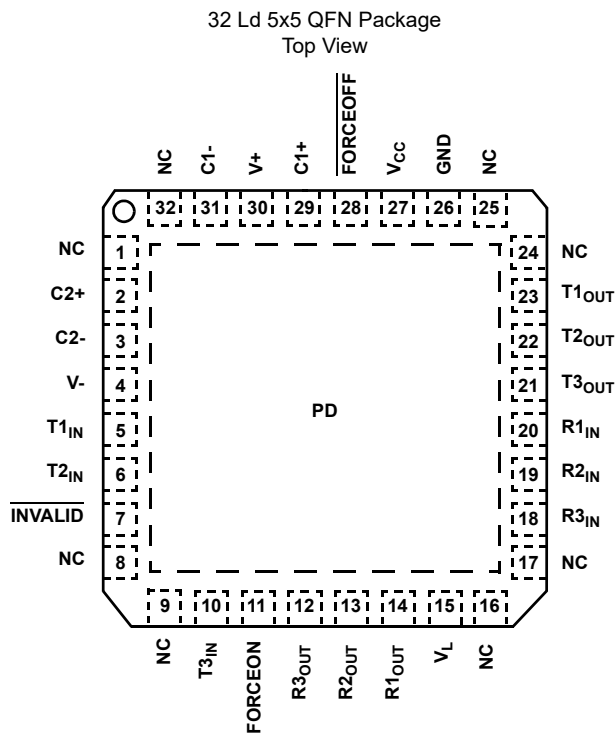 32 Ld 5x5 QFN Package
Top View
NC
C1-
V+
C1+
FORCEOFF
VCC
GND
NC
32 31 30 29 28 27 26 25
NC 1
C2+ 2
C2- 3
V- 4
T1IN 5
T2IN 6
INVALID 7
NC 8
PD
24 NC
23 T1OUT
22 T2OUT
21 T3OUT
20 R1IN
19 R2IN
18 R3IN
17 NC
9 10 11 12 13 14 15 16
NC
T3IN
FORCEON
R3OUT
R2OUT
R1OUT
VL
NC